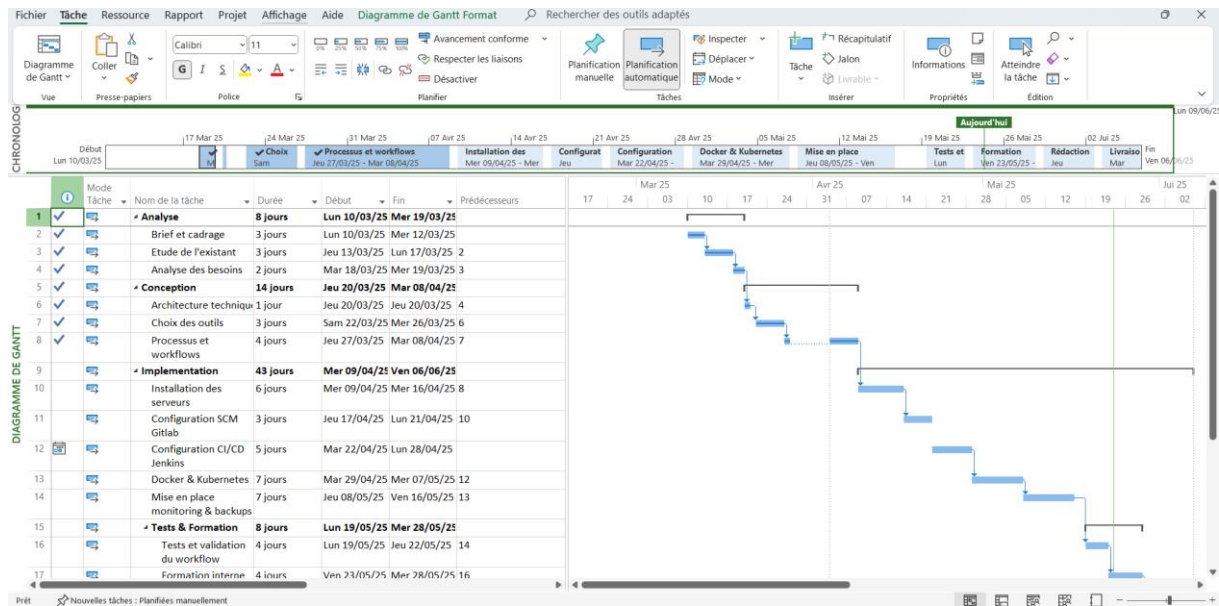 Fichier Tâche Ressource Rapport Projet Affichage Aide Diagramme de Gantt Format Rechercher des outils adaptés
Diagramme de Gantt
Vue
Coller
Presse-papiers
Calibri 11
G I S A
Police
0% 25% 50% 75% 100%
Avancement conforme
Respecter les liaisons
Désactiver
Planifier
Planification manuelle
Planification automatique
Inspecter
Déplacer
Mode
Tâches
Tâche
Récapitulatif
Jalon
Livrable
Insérer
Informations
Propriétés
Atteindre la tâche
Édition
CHRONOLOG
Lun 09/06/25
Aujourd'hui
17 Mar 25 24 Mar 25 31 Mar 25 07 Avr 25 14 Avr 25 21 Avr 25 28 Avr 25 05 Mai 25 12 Mai 25 19 Mai 25 26 Mai 25 02 Jui 25
Début
Lun 10/03/25
M
Choix
Sam
Processus et workflows
Jeu 27/03/25 - Mar 08/04/25
Installation des
Mer 09/04/25 - Mer
Configurat
Jeu
Configuration
Mar 22/04/25 -
Docker & Kubernetes
Mar 29/04/25 - Mer
Mise en place
Jeu 08/05/25 - Ven
Tests et
Lun
Formation
Ven 23/05/25 -
Rédaction
Jeu
Livraiso
Mar
Fin
Ven 06/06/25
DIAGRAMME DE GANTT
Mode Tâche Nom de la tâche Durée Début Fin Prédécesseurs
Mar 25 Avr 25 Mai 25 Jui 25
17 24 03 10 17 24 31 07 14 21 28 05 12 19 26 02
1 Analyse 8 jours Lun 10/03/25 Mer 19/03/25
2 Brief et cadrage 3 jours Lun 10/03/25 Mer 12/03/25
3 Etude de l'existant 3 jours Jeu 13/03/25 Lun 17/03/25 2
4 Analyse des besoins 2 jours Mar 18/03/25 Mer 19/03/25 3
5 Conception 14 jours Jeu 20/03/25 Mar 08/04/25
6 Architecture techniqu 1 jour Jeu 20/03/25 Jeu 20/03/25 4
7 Choix des outils 3 jours Sam 22/03/25 Mer 26/03/25 6
8 Processus et 4 jours Jeu 27/03/25 Mar 08/04/25 7
workflows
9 Implementation 43 jours Mer 09/04/25 Ven 06/06/25
10 Installation des 6 jours Mer 09/04/25 Mer 16/04/25 8
serveurs
11 Configuration SCM 3 jours Jeu 17/04/25 Lun 21/04/25 10
Gitlab
12 Configuration CI/CD 5 jours Mar 22/04/25 Lun 28/04/25
Jenkins
13 Docker & Kubernetes 7 jours Mar 29/04/25 Mer 07/05/25 12
14 Mise en place 7 jours Jeu 08/05/25 Ven 16/05/25 13
monitoring & backups
15 Tests & Formation 8 jours Lun 19/05/25 Mer 28/05/25
16 Tests et validation 4 jours Lun 19/05/25 Jeu 22/05/25 14
du workflow
17 Formation interne 4 jours Ven 23/05/25 Mer 28/05/25 16
Prêt Nouvelles tâches : Planifiées manuellement